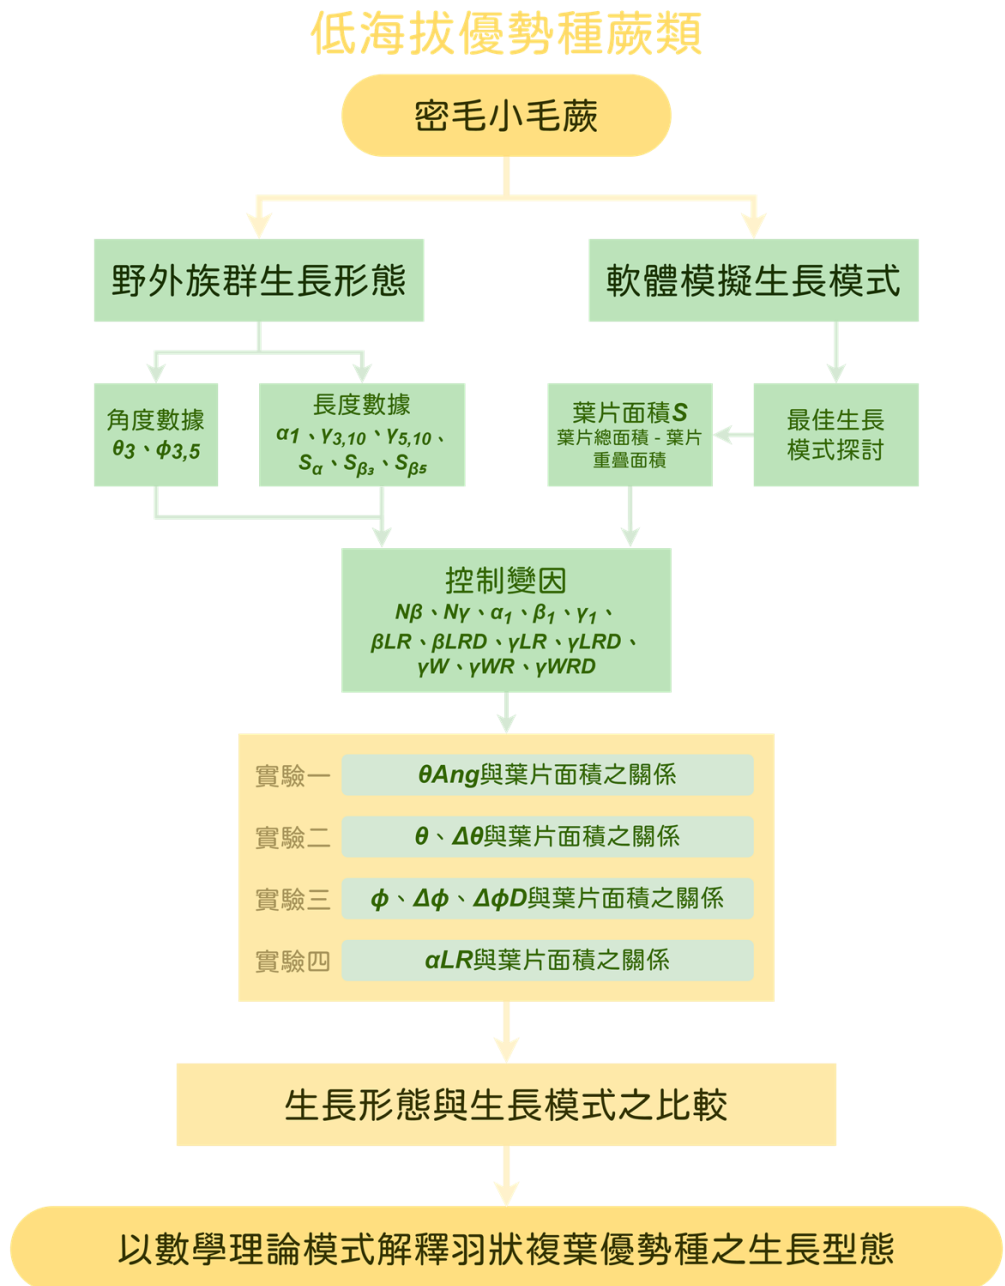 低海拔優勢種蕨類
密毛小毛蕨
野外族群生長形態
軟體模擬生長模式
角度數據
θ3、ϕ3,5
長度數據
α1、γ3,10、γ5,10、
Sα、Sβ3、Sβ5
葉片面積S
葉片總面積 - 葉片
重疊面積
最佳生長
模式探討
控制變因
Nβ、Nγ、α1、β1、γ1、
βLR、βLRD、γLR、γLRD、
γW、γWR、γWRD
實驗一 θAng與葉片面積之關係
實驗二 θ、Δθ與葉片面積之關係
實驗三 ϕ、Δϕ、ΔϕD與葉片面積之關係
實驗四 αLR與葉片面積之關係
生長形態與生長模式之比較
以數學理論模式解釋羽狀複葉優勢種之生長型態